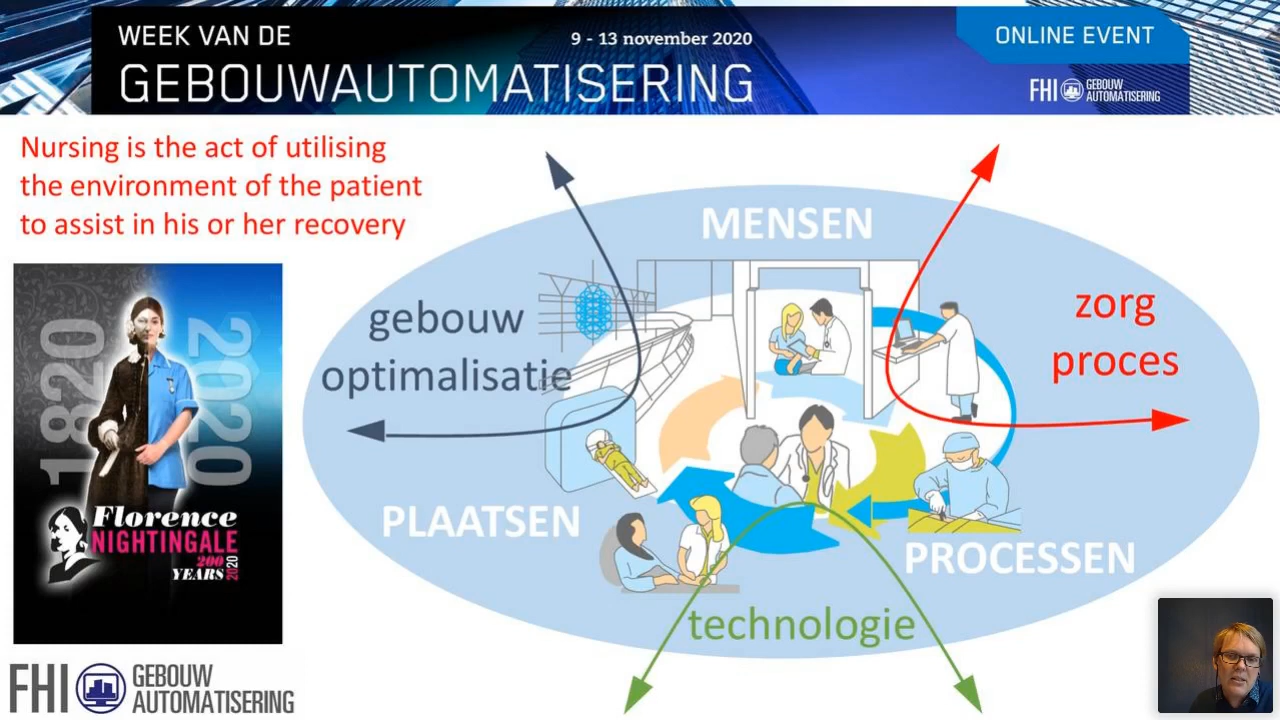 WEEK VAN DE
9 - 13 november 2020
GEBOUWAUTOMATISERING
ONLINE EVENT
FHI GEBOUW
AUTOMATISERING
Nursing is the act of utilising
the environment of the patient
to assist in his or her recovery
MENSEN
gebouw
optimalisatie
zorg
proces
PLAATSEN
PROCESSEN
technologie
1820
2020
Florence
NIGHTINGALE
200
YEARS
2020
FHI GEBOUW
AUTOMATISERING